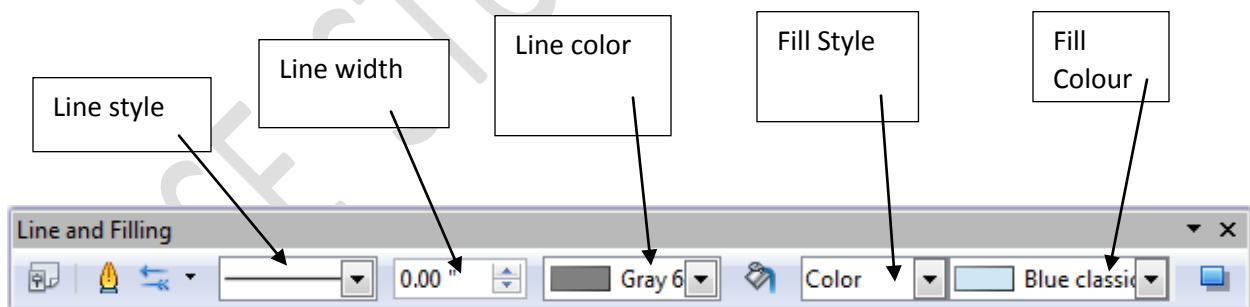 Line style
Line width
Line color
Fill Style
Fill
Colour
Line and Filling
0.00 "
Gray 6
Color
Blue classic